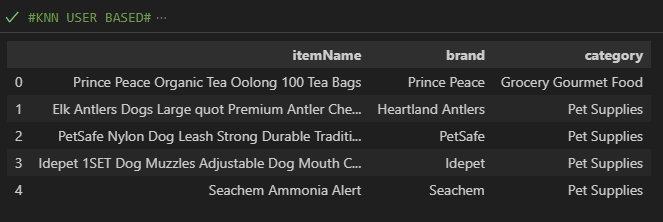 #KNN USER BASED# ...
itemName brand category
0 Prince Peace Organic Tea Oolong 100 Tea Bags Prince Peace Grocery Gourmet Food
1 Elk Antlers Dogs Large quot Premium Antler Che... Heartland Antlers Pet Supplies
2 PetSafe Nylon Dog Leash Strong Durable Traditi... PetSafe Pet Supplies
3 Idepet 1SET Dog Muzzles Adjustable Dog Mouth C... Idepet Pet Supplies
4 Seachem Ammonia Alert Seachem Pet Supplies